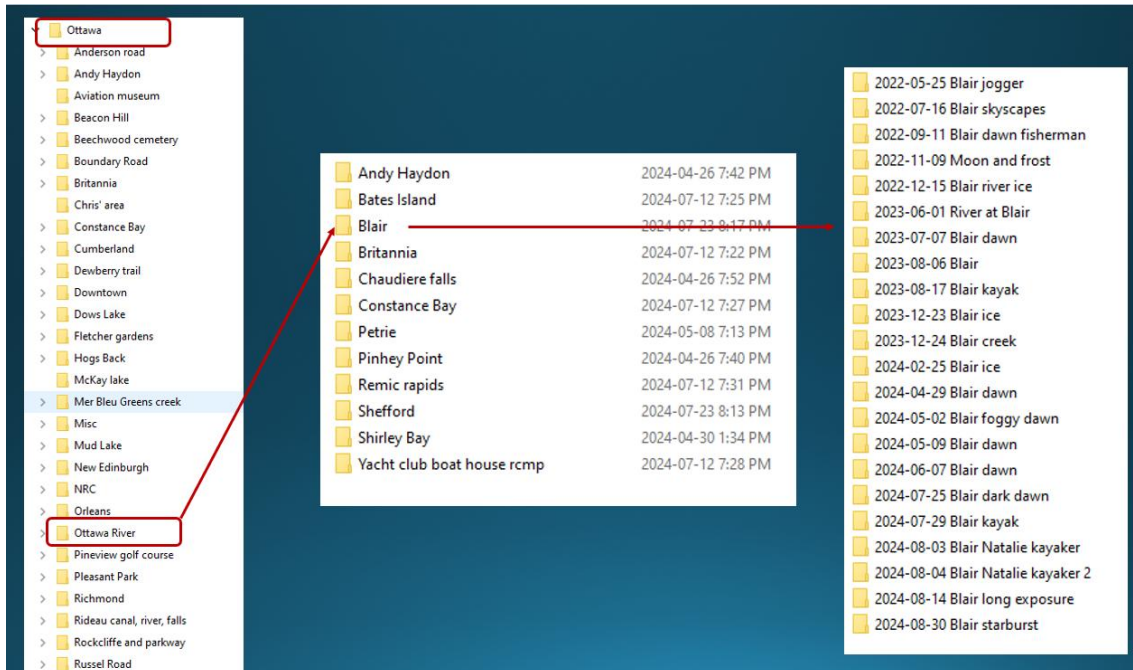 Ottawa
Anderson road
Andy Haydon
Aviation museum
Beacon Hill
Beechwood cemetery
Boundary Road
Britannia
Chris' area
Constance Bay
Cumberland
Dewberry trail
Downtown
Dows Lake
Fletcher gardens
Hogs Back
McKay lake
Mer Bleu Greens creek
Misc
Mud Lake
New Edinburgh
NRC
Orleans
Ottawa River
Pineview golf course
Pleasant Park
Richmond
Rideau canal, river, falls
Rockcliffe and parkway
Russel Road
Andy Haydon 2024-04-26 7:42 PM
Bates Island 2024-07-12 7:25 PM
Blair 2024-07-23 8:17 PM
Britannia 2024-07-12 7:22 PM
Chaudiere falls 2024-04-26 7:52 PM
Constance Bay 2024-07-12 7:27 PM
Petrie 2024-05-08 7:13 PM
Pinhey Point 2024-04-26 7:40 PM
Remic rapids 2024-07-12 7:31 PM
Shefford 2024-07-23 8:13 PM
Shirley Bay 2024-04-30 1:34 PM
Yacht club boat house rcmp 2024-07-12 7:28 PM
2022-05-25 Blair jogger
2022-07-16 Blair skyscapes
2022-09-11 Blair dawn fisherman
2022-11-09 Moon and frost
2022-12-15 Blair river ice
2023-06-01 River at Blair
2023-07-07 Blair dawn
2023-08-06 Blair
2023-08-17 Blair kayak
2023-12-23 Blair ice
2023-12-24 Blair creek
2024-02-25 Blair ice
2024-04-29 Blair dawn
2024-05-02 Blair foggy dawn
2024-05-09 Blair dawn
2024-06-07 Blair dawn
2024-07-25 Blair dark dawn
2024-07-29 Blair kayak
2024-08-03 Blair Natalie kayaker
2024-08-04 Blair Natalie kayaker 2
2024-08-14 Blair long exposure
2024-08-30 Blair starburst